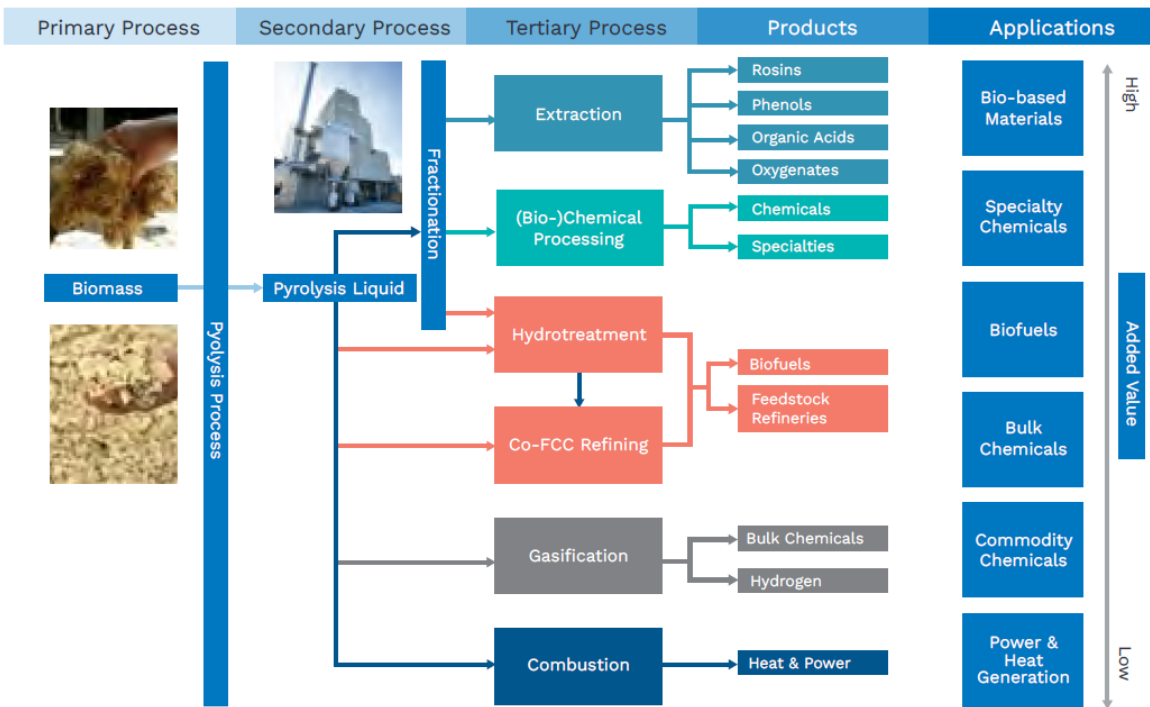 Primary Process
Secondary Process
Tertiary Process
Products
Applications
Biomass
Pyolysis Process
Pyrolysis Liquid
Fractionation
Extraction
Rosins
Phenols
Organic Acids
Oxygenates
(Bio-)Chemical
Processing
Chemicals
Specialties
Hydrotreatment
Co-FCC Refining
Biofuels
Feedstock
Refineries
Gasification
Bulk Chemicals
Hydrogen
Combustion
Heat & Power
Bio-based
Materials
Specialty
Chemicals
Biofuels
Bulk
Chemicals
Commodity
Chemicals
Power &
Heat
Generation
High
Added Value
Low